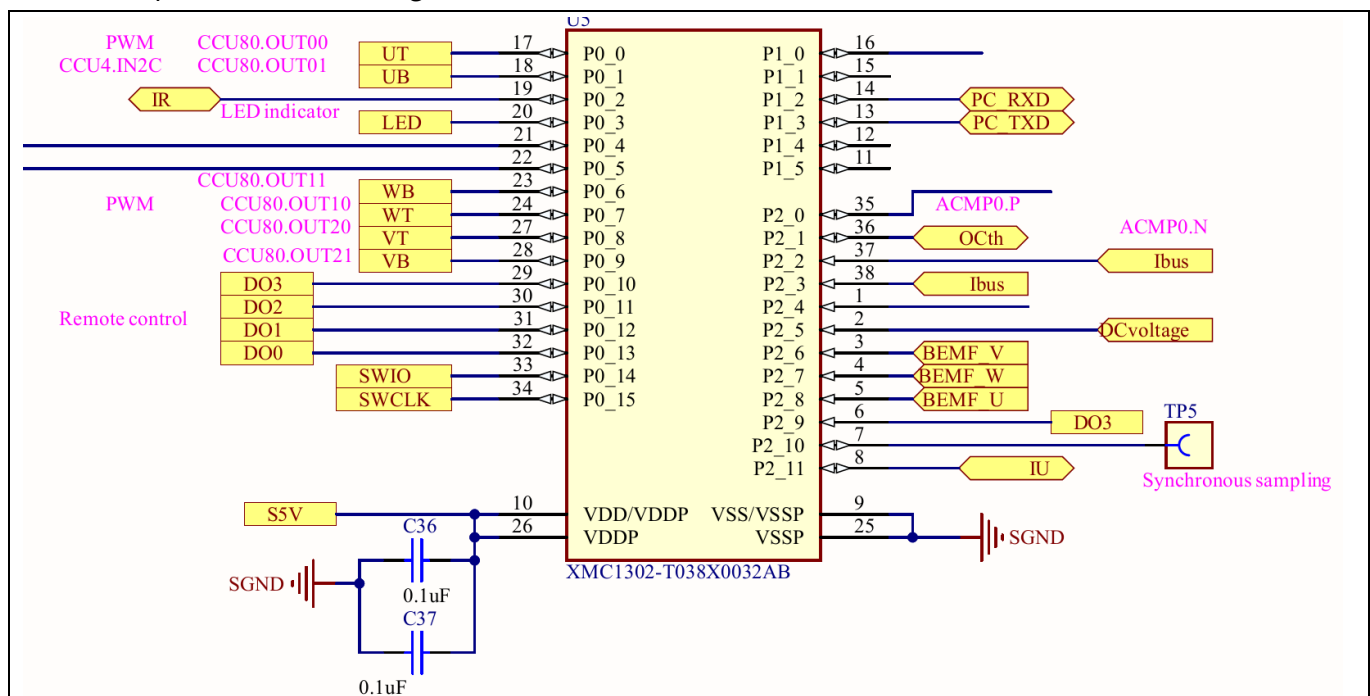 U5
PWM CCU80.OUT00 UT 17 P0_0 P1_0 16
CCU4.IN2C CCU80.OUT01 UB 18 P0_1 P1_1 15
IR 19 P0_2 P1_2 14 PC_RXD
LED indicator
LED 20 P0_3 P1_3 13 PC_TXD
21 P0_4 P1_4 12
22 P0_5 P1_5 11
CCU80.OUT11 WB 23 P0_6
PWM CCU80.OUT10 WT 24 P0_7 P2_0 35 ACMP0.P
CCU80.OUT20 VT 27 P0_8 P2_1 36 OCth ACMP0.N
CCU80.OUT21 VB 28 P0_9 P2_2 37 Ibus
DO3 29 P0_10 P2_3 38 Ibus
DO2 30 P0_11 P2_4 1
Remote control
DO1 31 P0_12 P2_5 2 DCvoltage
DO0 32 P0_13 P2_6 3 BEMF_V
SWIO 33 P0_14 P2_7 4 BEMF_W
SWCLK 34 P0_15 P2_8 5 BEMF_U
P2_9 6 DO3 TP5
P2_10 7
P2_11 8 IU
Synchronous sampling
S5V 10 VDD/VDDP VSS/VSSP 9
C36 26 VDDP VSSP 25 SGND
XMC1302-T038X0032AB
SGND
0.1uF
C37
0.1uF